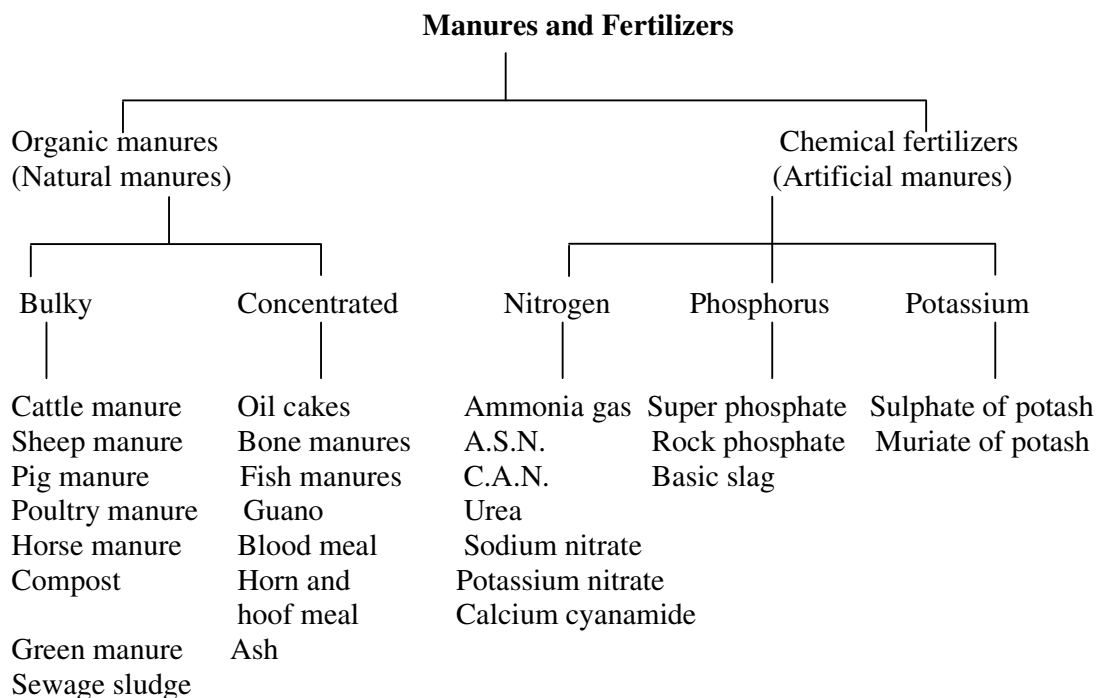 Manures and Fertilizers
Organic manures Chemical fertilizers
(Natural manures) (Artificial manures)
Bulky Concentrated Nitrogen Phosphorus Potassium
Cattle manure Oil cakes Ammonia gas Super phosphate Sulphate of potash
Sheep manure Bone manures A.S.N. Rock phosphate Muriate of potash
Pig manure Fish manures C.A.N. Basic slag
Poultry manure Guano Urea
Horse manure Blood meal Sodium nitrate
Compost Horn and Potassium nitrate
hoof meal Calcium cyanamide
Green manure Ash
Sewage sludge